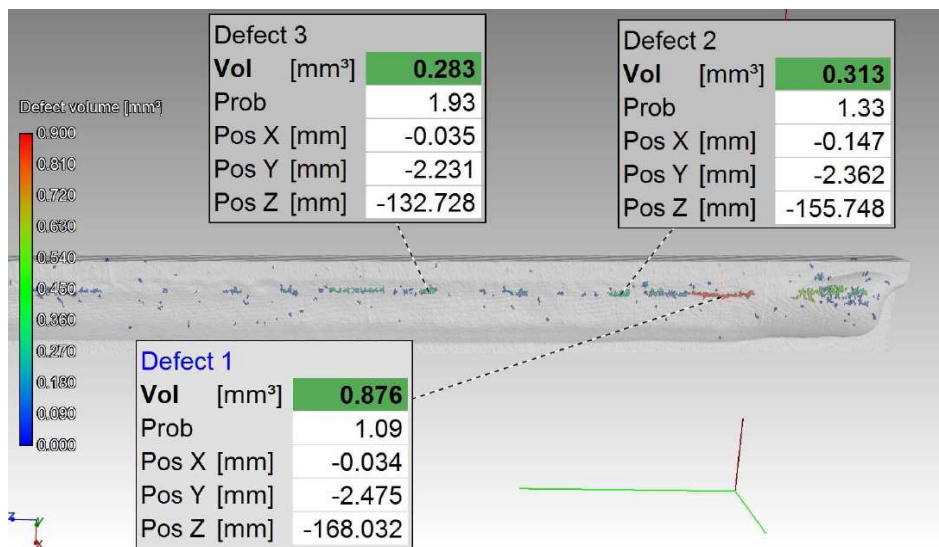 Defect 3
Vol [mm³] 0.283
Prob 1.93
Pos X [mm] -0.035
Pos Y [mm] -2.231
Pos Z [mm] -132.728
Defect 2
Vol [mm³] 0.313
Prob 1.33
Pos X [mm] -0.147
Pos Y [mm] -2.362
Pos Z [mm] -155.748
Defect volume [mm³]
0.900
0.810
0.720
0.630
0.540
0.450
0.360
0.270
0.180
0.090
0.000
Defect 1
Vol [mm³] 0.876
Prob 1.09
Pos X [mm] -0.034
Pos Y [mm] -2.475
Pos Z [mm] -168.032
z
y
x